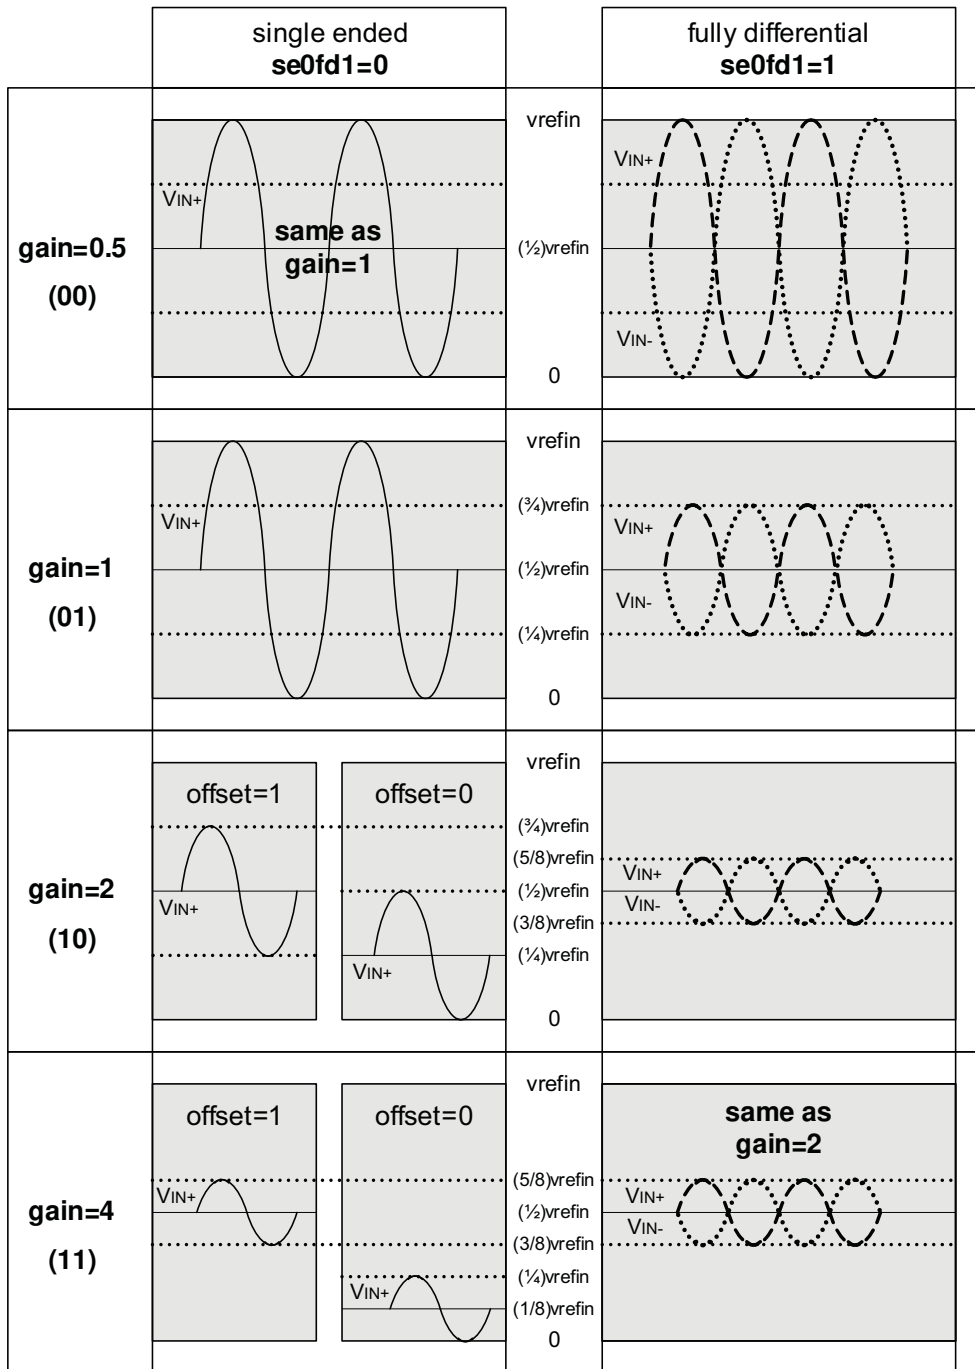 single ended
se0fd1=0
fully differential
se0fd1=1
gain=0.5
(00)
VIN+
same as
gain=1
vrefin
(½)vrefin
0
VIN+
VIN-
gain=1
(01)
VIN+
vrefin
(¾)vrefin
(½)vrefin
(¼)vrefin
0
VIN+
VIN-
gain=2
(10)
offset=1
VIN+
offset=0
VIN+
vrefin
(¾)vrefin
(5/8)vrefin
(½)vrefin
(3/8)vrefin
(¼)vrefin
0
VIN+
VIN-
gain=4
(11)
offset=1
VIN+
offset=0
VIN+
vrefin
(5/8)vrefin
(½)vrefin
(3/8)vrefin
(¼)vrefin
(1/8)vrefin
0
same as
gain=2
VIN+
VIN-